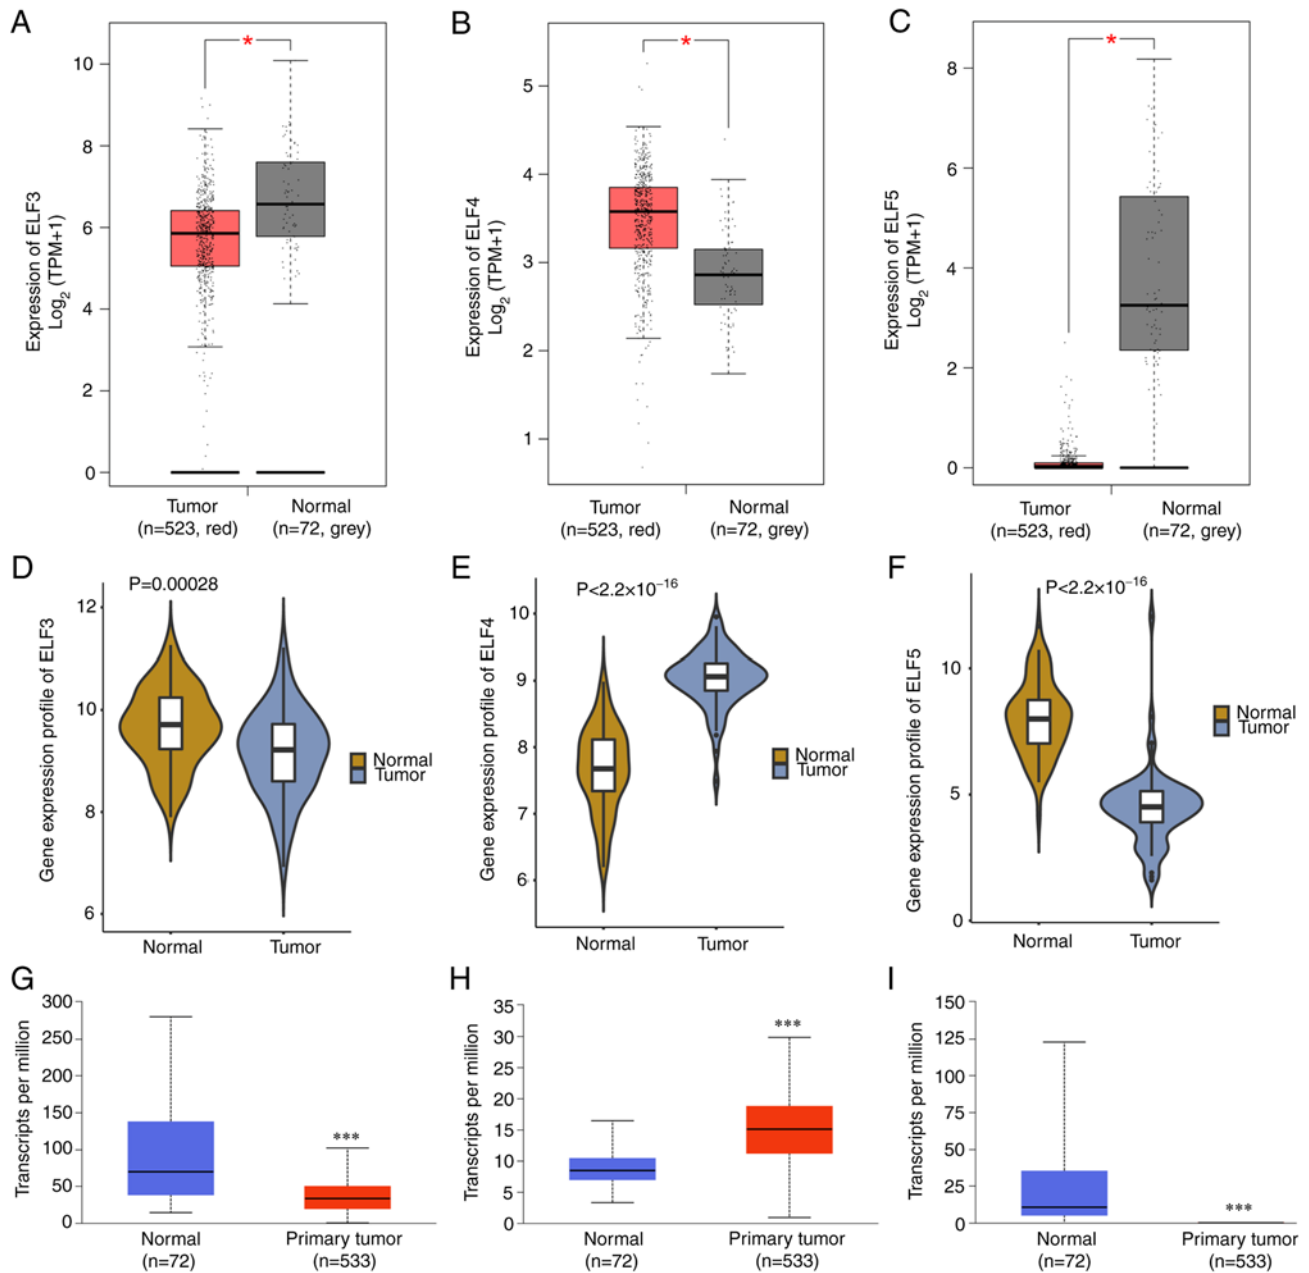 A
*
Expression of ELF3
Log2 (TPM+1)
10
8
6
4
2
0
Tumor
(n=523, red)
Normal
(n=72, grey)
B
*
Expression of ELF4
Log2 (TPM+1)
5
4
3
2
1
Tumor
(n=523, red)
Normal
(n=72, grey)
C
*
Expression of ELF5
Log2 (TPM+1)
8
6
4
2
0
Tumor
(n=523, red)
Normal
(n=72, grey)
D
P=0.00028
Gene expression profile of ELF3
12
10
8
6
Normal
Tumor
Normal
Tumor
E
P<2.2×10−16
Gene expression profile of ELF4
10
9
8
7
6
Normal
Tumor
Normal
Tumor
F
P<2.2×10−16
Gene expression profile of ELF5
10
5
0
Normal
Tumor
Normal
Tumor
G
Transcripts per million
300
250
200
150
100
50
0
***
Normal
(n=72)
Primary tumor
(n=533)
H
Transcripts per million
35
30
25
20
15
10
5
0
***
Normal
(n=72)
Primary tumor
(n=533)
I
Transcripts per million
150
125
100
75
50
25
0
***
Normal
(n=72)
Primary tumor
(n=533)